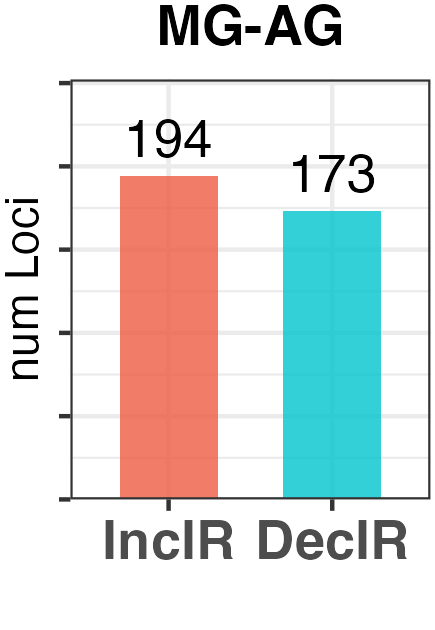 MG-AG
194
173
num Loci
IncIR DecIR